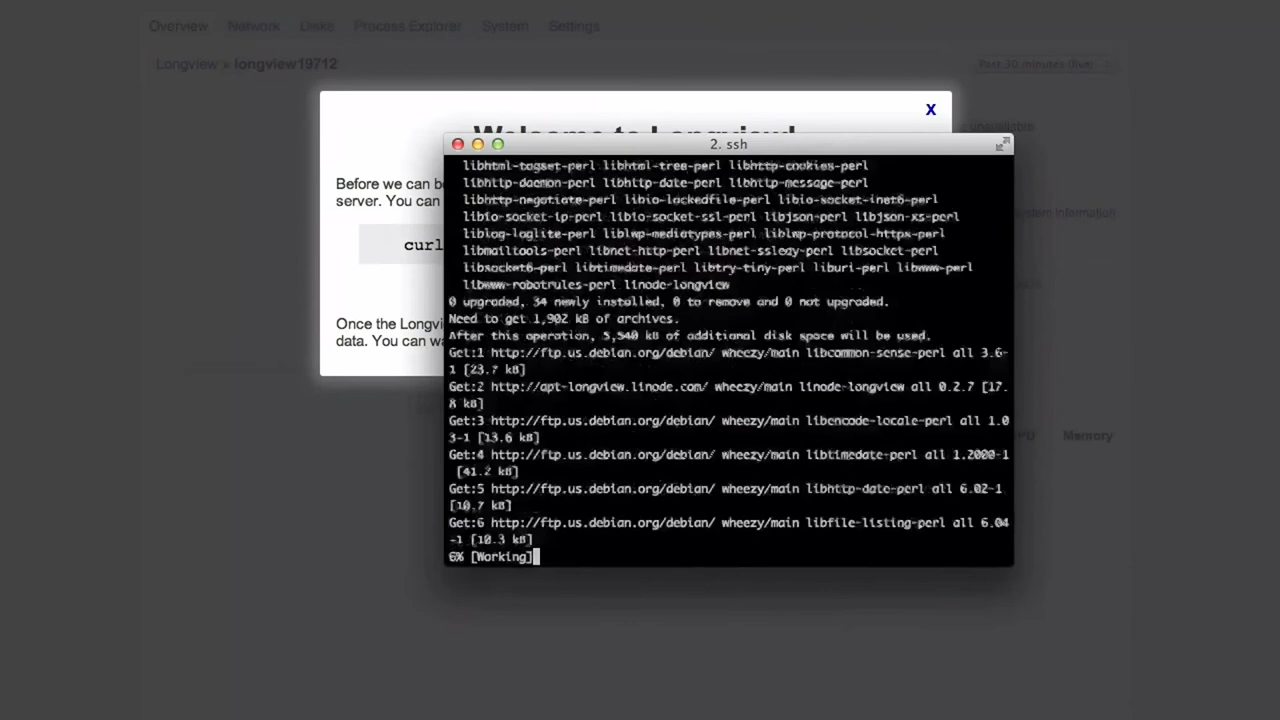 Overview Network Disks Process Explorer System Settings
Longview » longview19712
Past 30 minutes (live)
X
Welcome to Longview!
unavailable
Before we can be
server. You can
System Information
curl
Once the Longvi
data. You can wa
CPU Memory
2. ssh
libhtml-tagset-perl libhtml-tree-perl libhttp-cookies-perl
libhttp-daemon-perl libhttp-date-perl libhttp-message-perl
libhttp-negotiate-perl libio-lockedfile-perl libio-socket-inet6-perl
libio-socket-ip-perl libio-socket-ssl-perl libjson-perl libjson-xs-perl
liblog-loglite-perl liblwp-mediatypes-perl liblwp-protocol-https-perl
libmailtools-perl libnet-http-perl libnet-ssleay-perl libsocket-perl
libsocket6-perl libtimedate-perl libtry-tiny-perl liburi-perl libwww-perl
libwww-robotrules-perl linode-longview
0 upgraded, 34 newly installed, 0 to remove and 0 not upgraded.
Need to get 1,902 kB of archives.
After this operation, 5,540 kB of additional disk space will be used.
Get:1 http://ftp.us.debian.org/debian/ wheezy/main libcommon-sense-perl all 3.6-
1 [23.7 kB]
Get:2 http://apt-longview.linode.com/ wheezy/main linode-longview all 0.2.7 [17.
8 kB]
Get:3 http://ftp.us.debian.org/debian/ wheezy/main libencode-locale-perl all 1.0
3-1 [13.6 kB]
Get:4 http://ftp.us.debian.org/debian/ wheezy/main libtimedate-perl all 1.2000-1
[41.2 kB]
Get:5 http://ftp.us.debian.org/debian/ wheezy/main libhttp-date-perl all 6.02-1
[10.7 kB]
Get:6 http://ftp.us.debian.org/debian/ wheezy/main libfile-listing-perl all 6.04
-1 [10.3 kB]
6% [Working]